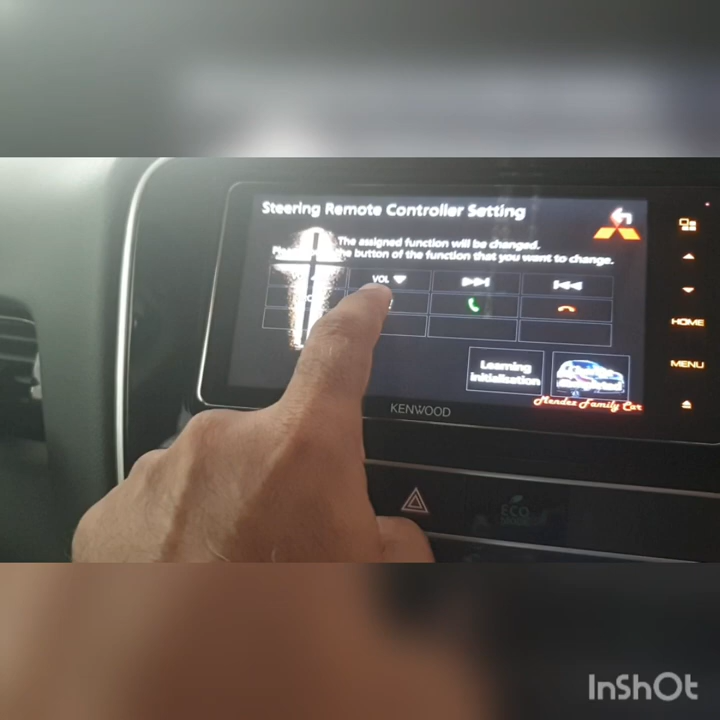 Steering Remote Controller Setting
The assigned function will be changed.
the button of the function that you want to change.
VOL
Learning
Initialisation
Mendez Family Car
HOME
MENU
KENWOOD
ECO
InShOt